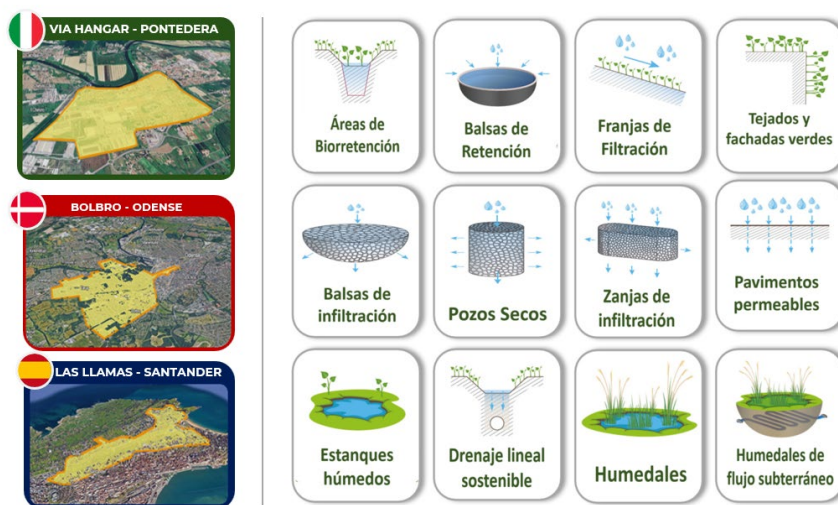 VIA HANGAR - PONTEDERA
BOLBRO - ODENSE
LAS LLAMAS - SANTANDER
Áreas de
Biorretención
Balsas de
Retención
Franjas de
Filtración
Tejados y
fachadas verdes
Balsas de
infiltración
Pozos Secos
Zanjas de
infiltración
Pavimentos
permeables
Estanques
húmedos
Drenaje lineal
sostenible
Humedales
Humedales de
flujo subterráneo